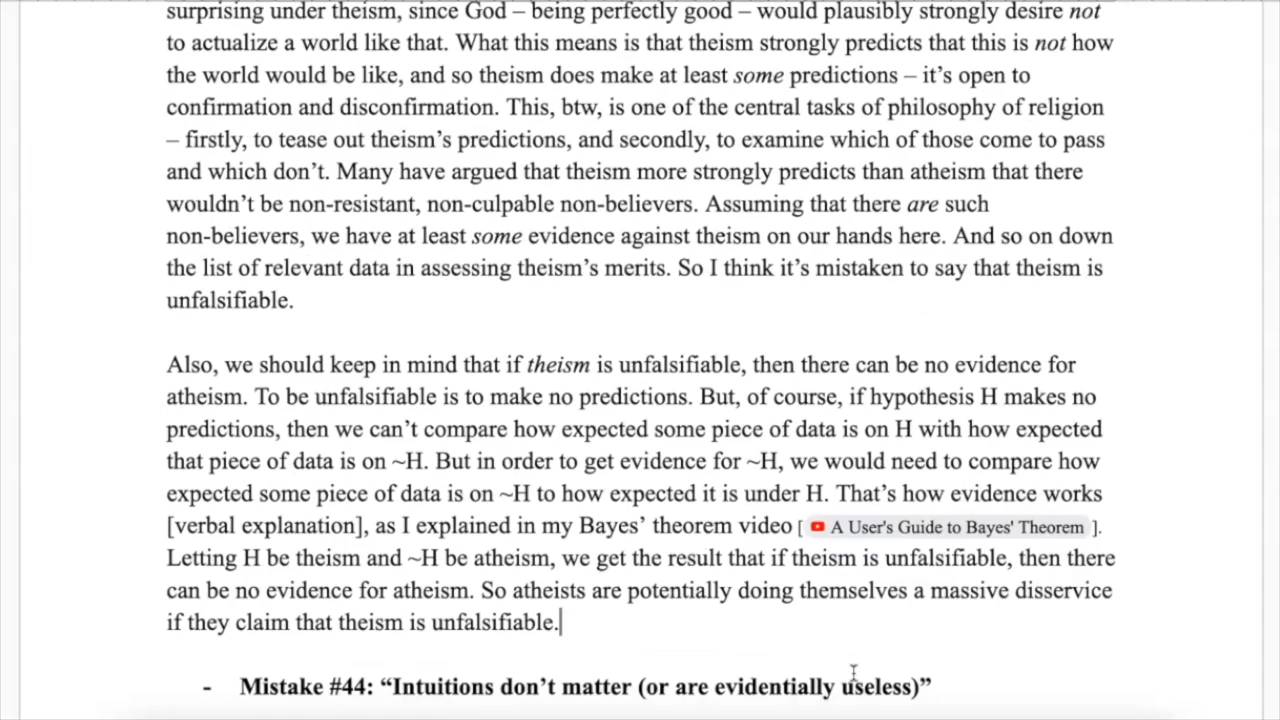 surprising under theism, since God – being perfectly good – would plausibly strongly desire not
to actualize a world like that. What this means is that theism strongly predicts that this is not how
the world would be like, and so theism does make at least some predictions – it’s open to
confirmation and disconfirmation. This, btw, is one of the central tasks of philosophy of religion
– firstly, to tease out theism’s predictions, and secondly, to examine which of those come to pass
and which don’t. Many have argued that theism more strongly predicts than atheism that there
wouldn’t be non-resistant, non-culpable non-believers. Assuming that there are such
non-believers, we have at least some evidence against theism on our hands here. And so on down
the list of relevant data in assessing theism’s merits. So I think it’s mistaken to say that theism is
unfalsifiable.
Also, we should keep in mind that if theism is unfalsifiable, then there can be no evidence for
atheism. To be unfalsifiable is to make no predictions. But, of course, if hypothesis H makes no
predictions, then we can’t compare how expected some piece of data is on H with how expected
that piece of data is on ~H. But in order to get evidence for ~H, we would need to compare how
expected some piece of data is on ~H to how expected it is under H. That’s how evidence works
[verbal explanation], as I explained in my Bayes’ theorem video [ A User's Guide to Bayes' Theorem ].
Letting H be theism and ~H be atheism, we get the result that if theism is unfalsifiable, then there
can be no evidence for atheism. So atheists are potentially doing themselves a massive disservice
if they claim that theism is unfalsifiable.
- Mistake #44: “Intuitions don’t matter (or are evidentially useless)”